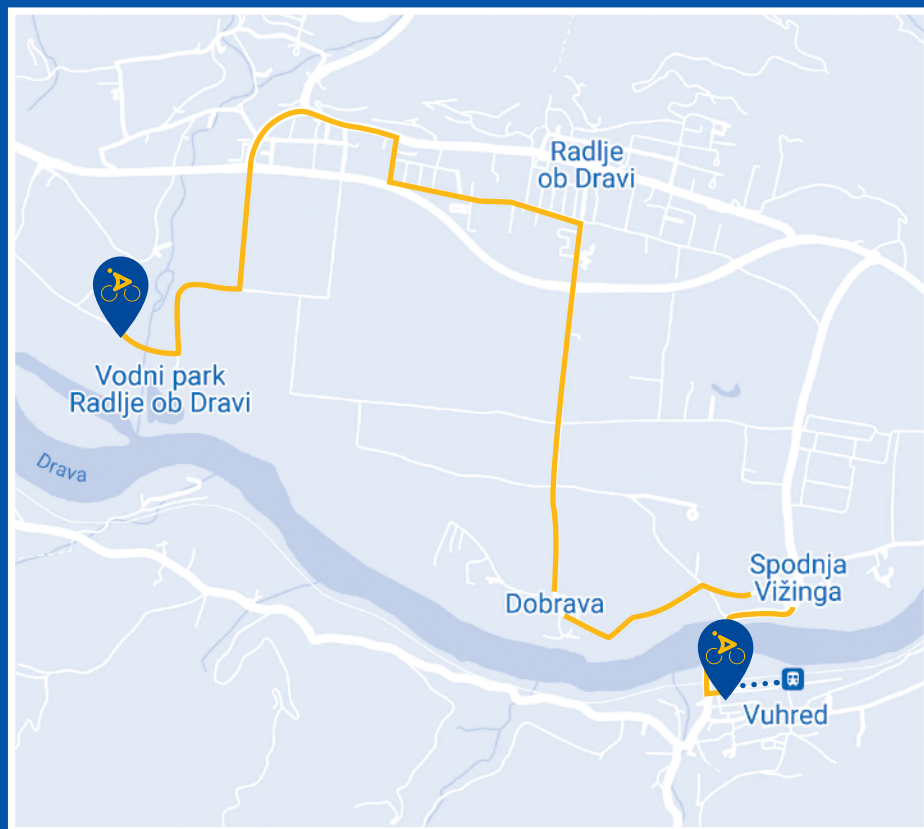 Radlje
ob Dravi
Vodni park
Radlje ob Dravi
Drava
Spodnja
Vižinga
Dobrava
Vuhred